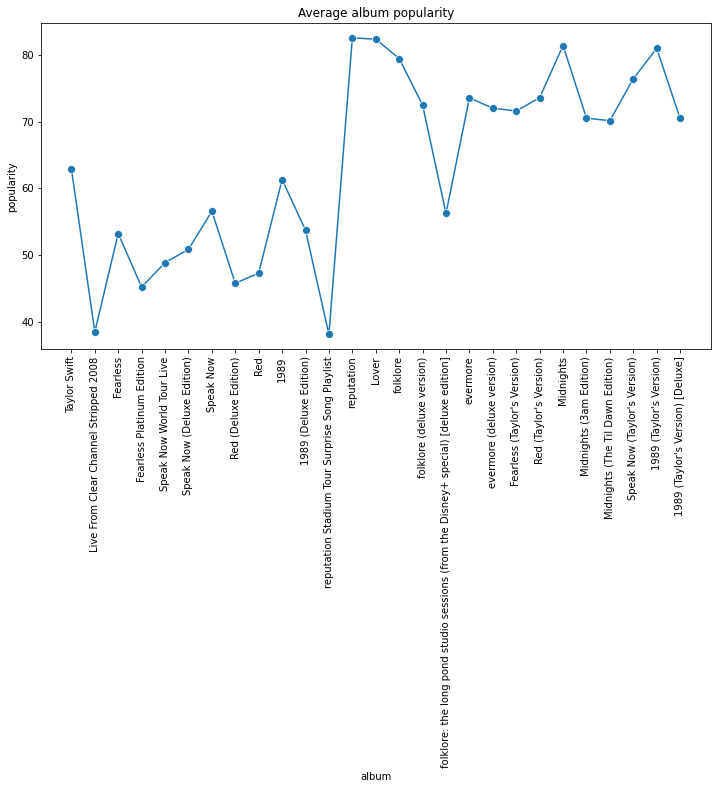 Average album popularity
popularity
80
70
60
50
40
Taylor Swift
Live From Clear Channel Stripped 2008
Fearless
Fearless Platinum Edition
Speak Now World Tour Live
Speak Now (Deluxe Edition)
Speak Now
Red (Deluxe Edition)
Red
1989
1989 (Deluxe Edition)
reputation Stadium Tour Surprise Song Playlist
reputation
Lover
folklore
folklore (deluxe version)
folklore: the long pond studio sessions (from the Disney+ special) [deluxe edition]
evermore
evermore (deluxe version)
Fearless (Taylor's Version)
Red (Taylor's Version)
Midnights
Midnights (3am Edition)
Midnights (The Til Dawn Edition)
Speak Now (Taylor's Version)
1989 (Taylor's Version)
1989 (Taylor's Version) [Deluxe]
album